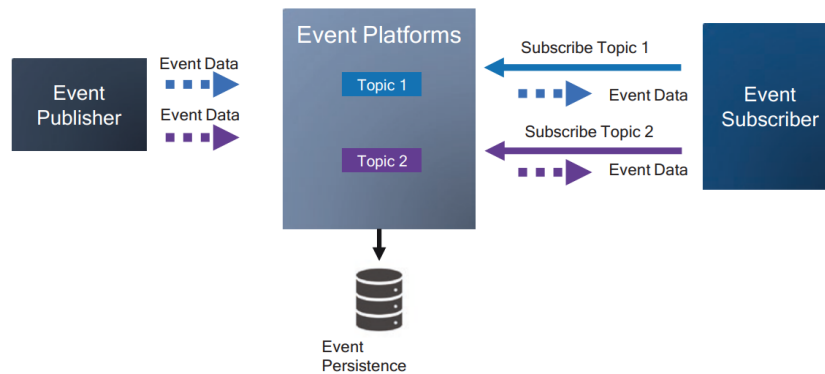 Event Platforms
Event Data
Event
Publisher
Event Data
Topic 1
Topic 2
Subscribe Topic 1
Event Data
Subscribe Topic 2
Event Data
Event
Subscriber
Event
Persistence